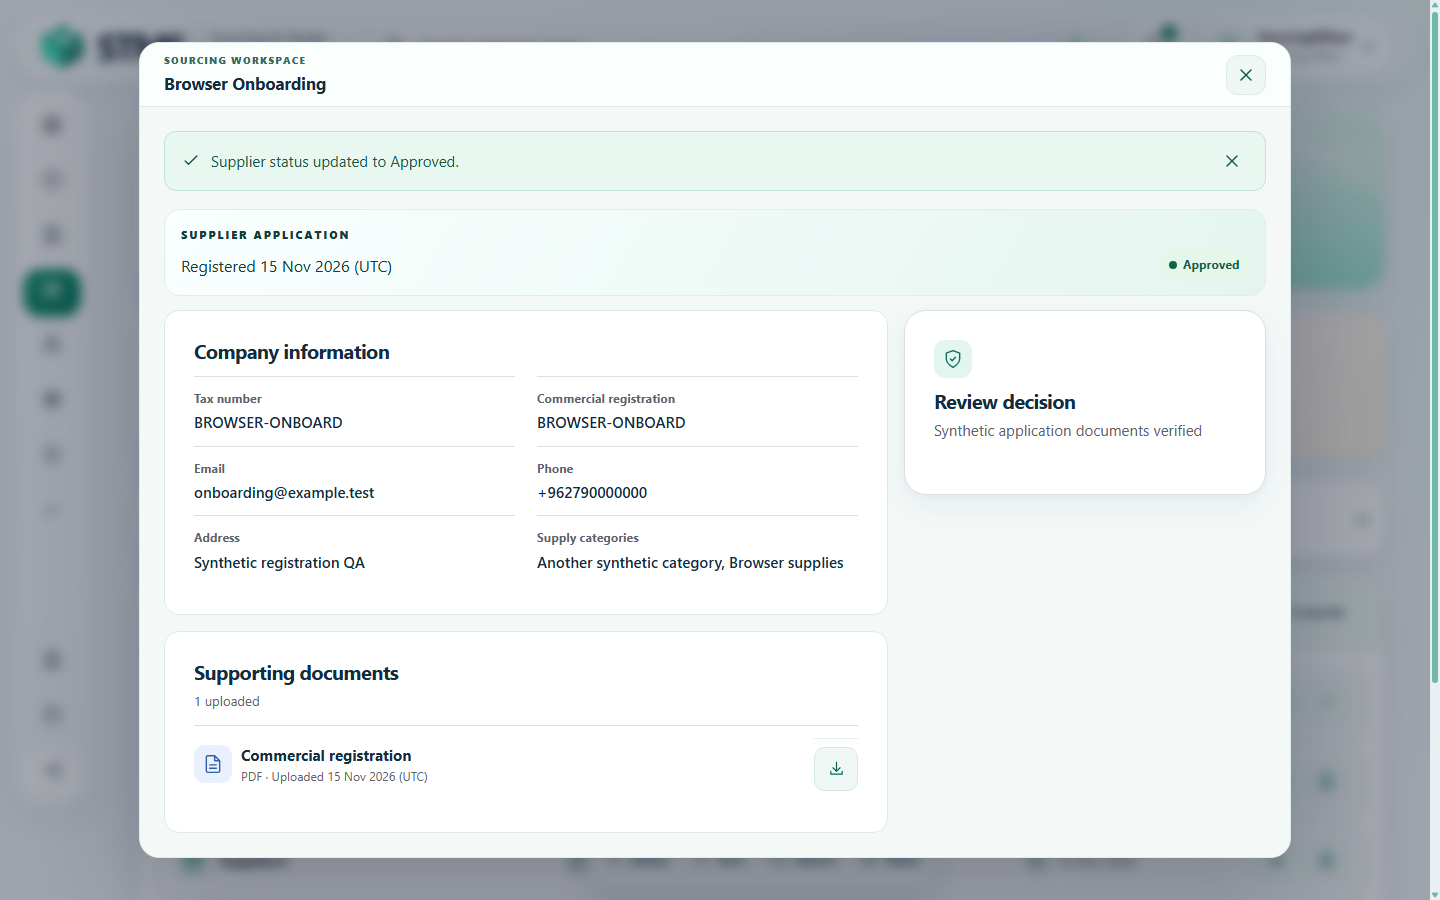 SOURCING WORKSPACE
Browser Onboarding
Supplier status updated to Approved.
SUPPLIER APPLICATION
Registered 15 Nov 2026 (UTC)
Approved
Company information
Tax number
BROWSER-ONBOARD
Commercial registration
BROWSER-ONBOARD
Email
onboarding@example.test
Phone
+962790000000
Address
Synthetic registration QA
Supply categories
Another synthetic category, Browser supplies
Review decision
Synthetic application documents verified
Supporting documents
1 uploaded
Commercial registration
PDF · Uploaded 15 Nov 2026 (UTC)